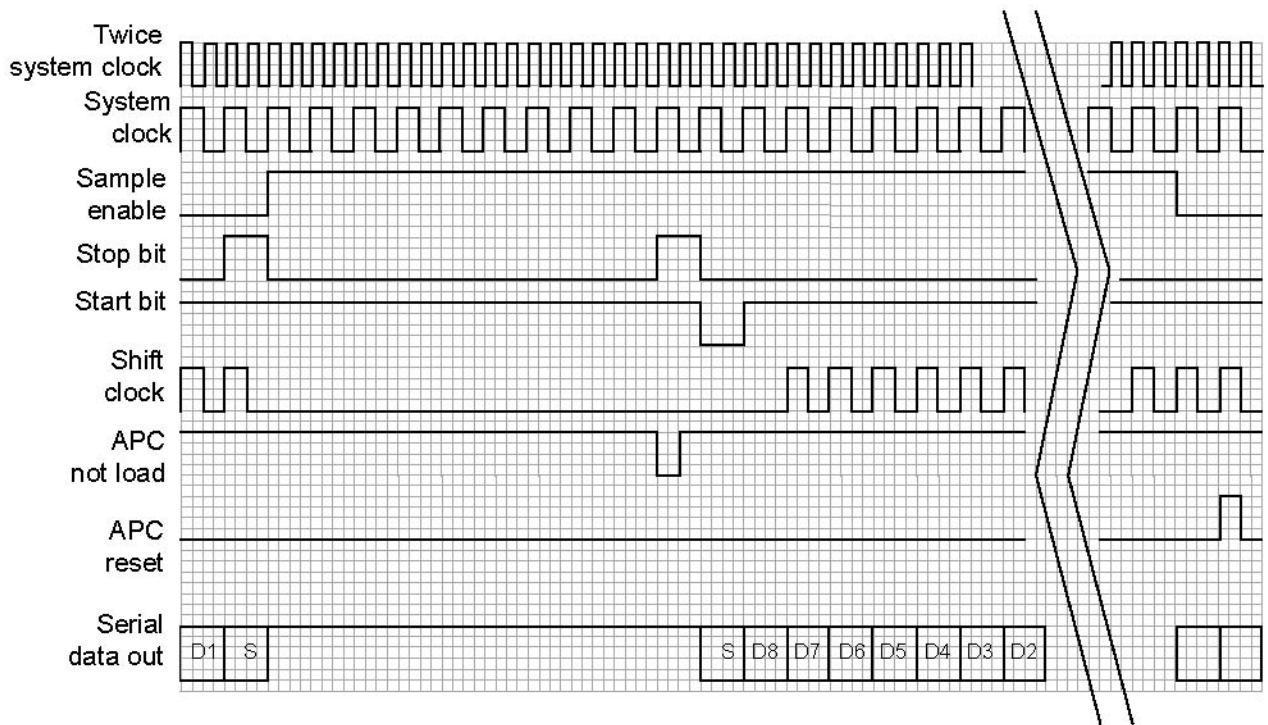 Twice
system clock
System
clock
Sample
enable
Stop bit
Start bit
Shift
clock
APC
not load
APC
reset
Serial
data out
D1 S S D8 D7 D6 D5 D4 D3 D2